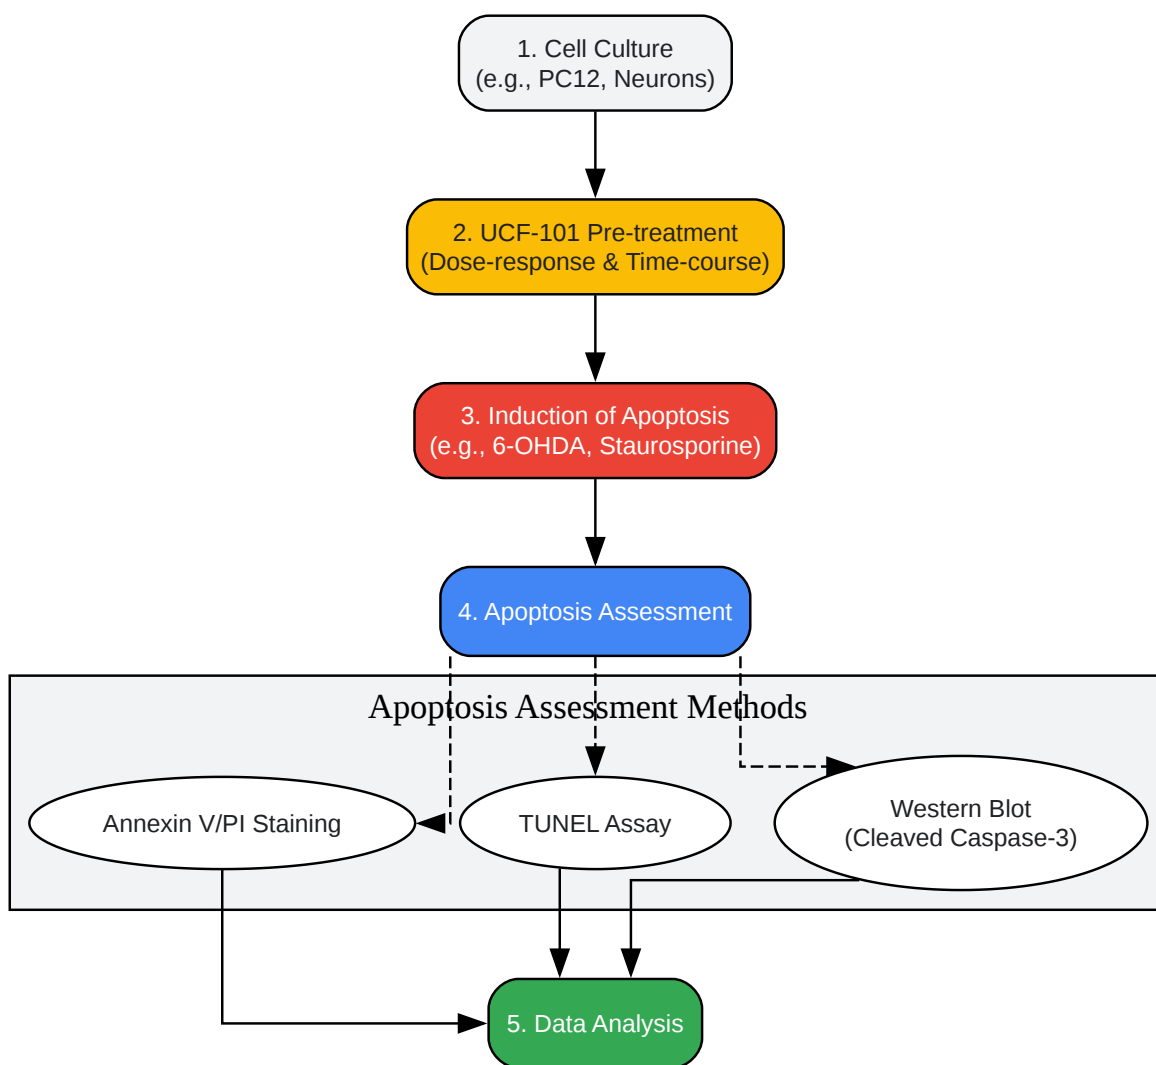 1. Cell Culture
(e.g., PC12, Neurons)
2. UCF-101 Pre-treatment
(Dose-response & Time-course)
3. Induction of Apoptosis
(e.g., 6-OHDA, Staurosporine)
4. Apoptosis Assessment
Apoptosis Assessment Methods
Annexin V/PI Staining
TUNEL Assay
Western Blot
(Cleaved Caspase-3)
5. Data Analysis